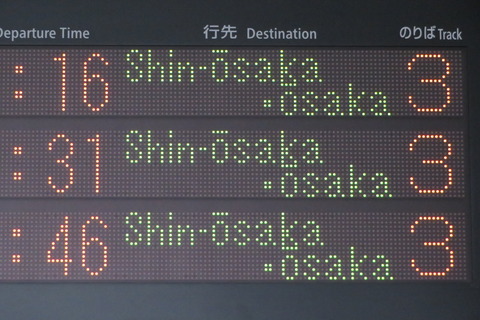 Departure Time 行先 Destination のりば Track
:16 Shin-ōsaka 3
・ōsaka
:31 Shin-ōsaka 3
・ōsaka
:46 Shin-ōsaka 3
・ōsaka